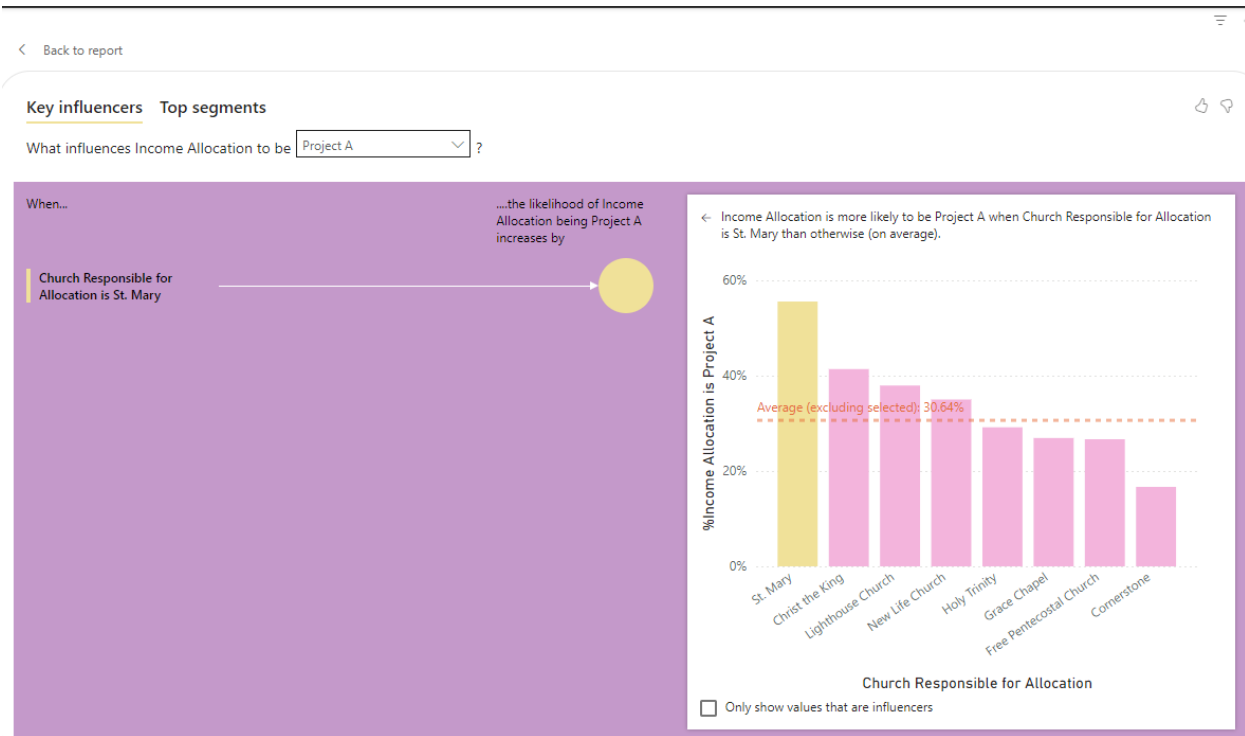 Back to report
Key influencers Top segments
What influences Income Allocation to be Project A ?
When...
....the likelihood of Income
Allocation being Project A
increases by
Church Responsible for
Allocation is St. Mary
Income Allocation is more likely to be Project A when Church Responsible for Allocation
is St. Mary than otherwise (on average).
%Income Allocation is Project A
60%
40%
20%
0%
Average (excluding selected): 30.64%
St. Mary
Christ the King
Lighthouse Church
New Life Church
Holy Trinity
Grace Chapel
Free Pentecostal Church
Cornerstone
Church Responsible for Allocation
Only show values that are influencers